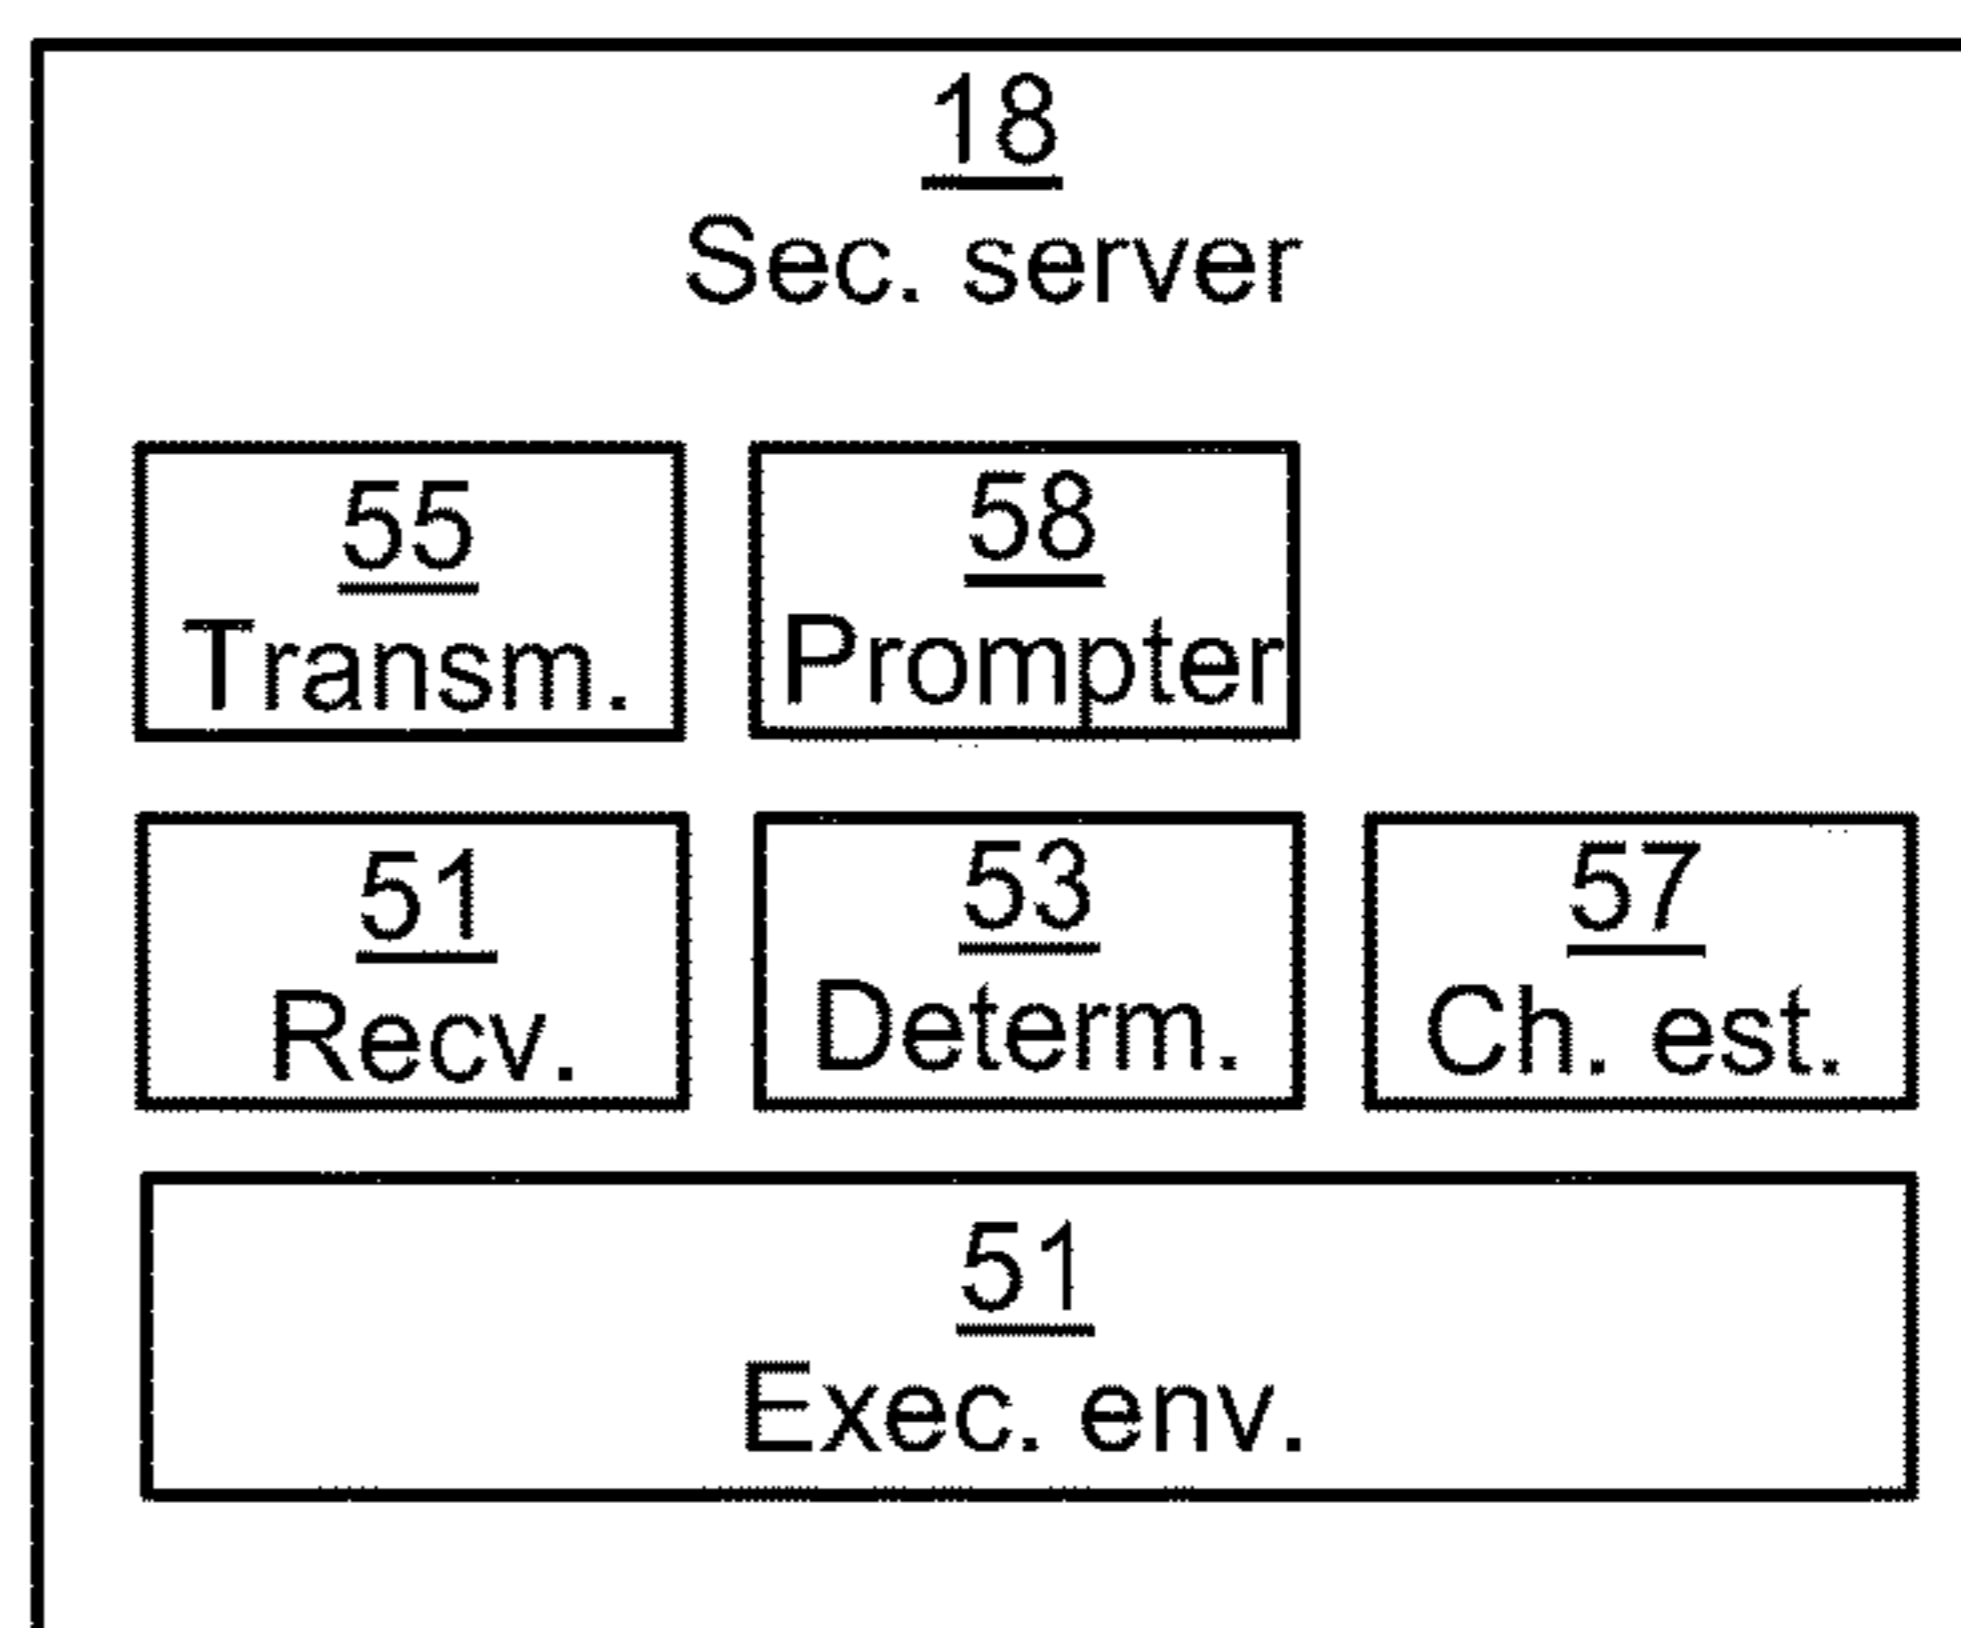 18
Sec. server
55
Transm.
58
Prompter
51
Recv.
53
Determ.
57
Ch. est.
51
Exec. env.